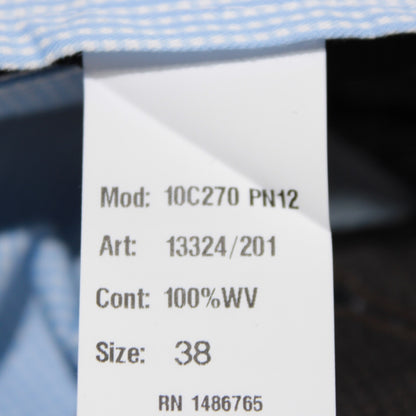 Mod: 10C270 PN12
Art: 13324/201
Cont: 100%WV
Size: 38
RN 1486765